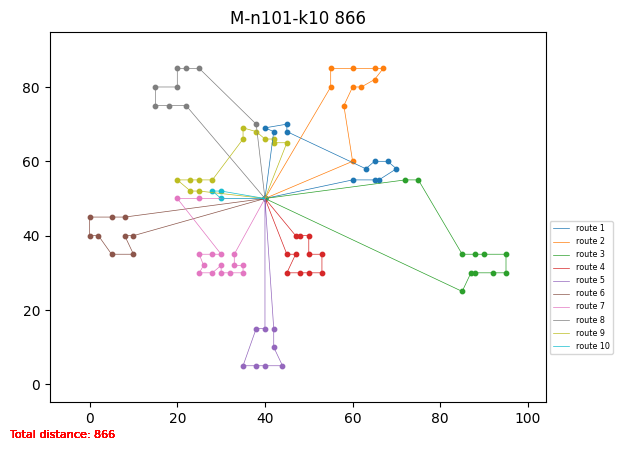 M-n101-k10 866
80
60
40
20
0
0 20 40 60 80 100
route 1
route 2
route 3
route 4
route 5
route 6
route 7
route 8
route 9
route 10
Total distance: 866